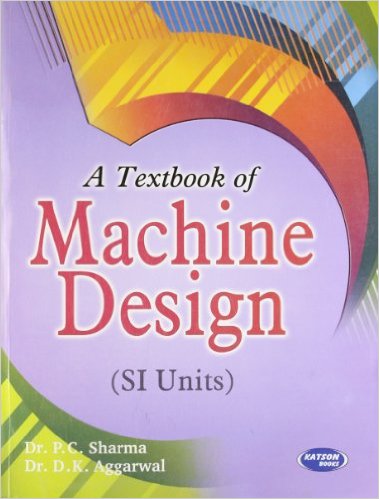 A Textbook of
Machine
Design
(SI Units)
Dr. P.C. Sharma
Dr. D.K. Aggarwal
KATSON
BOOKS